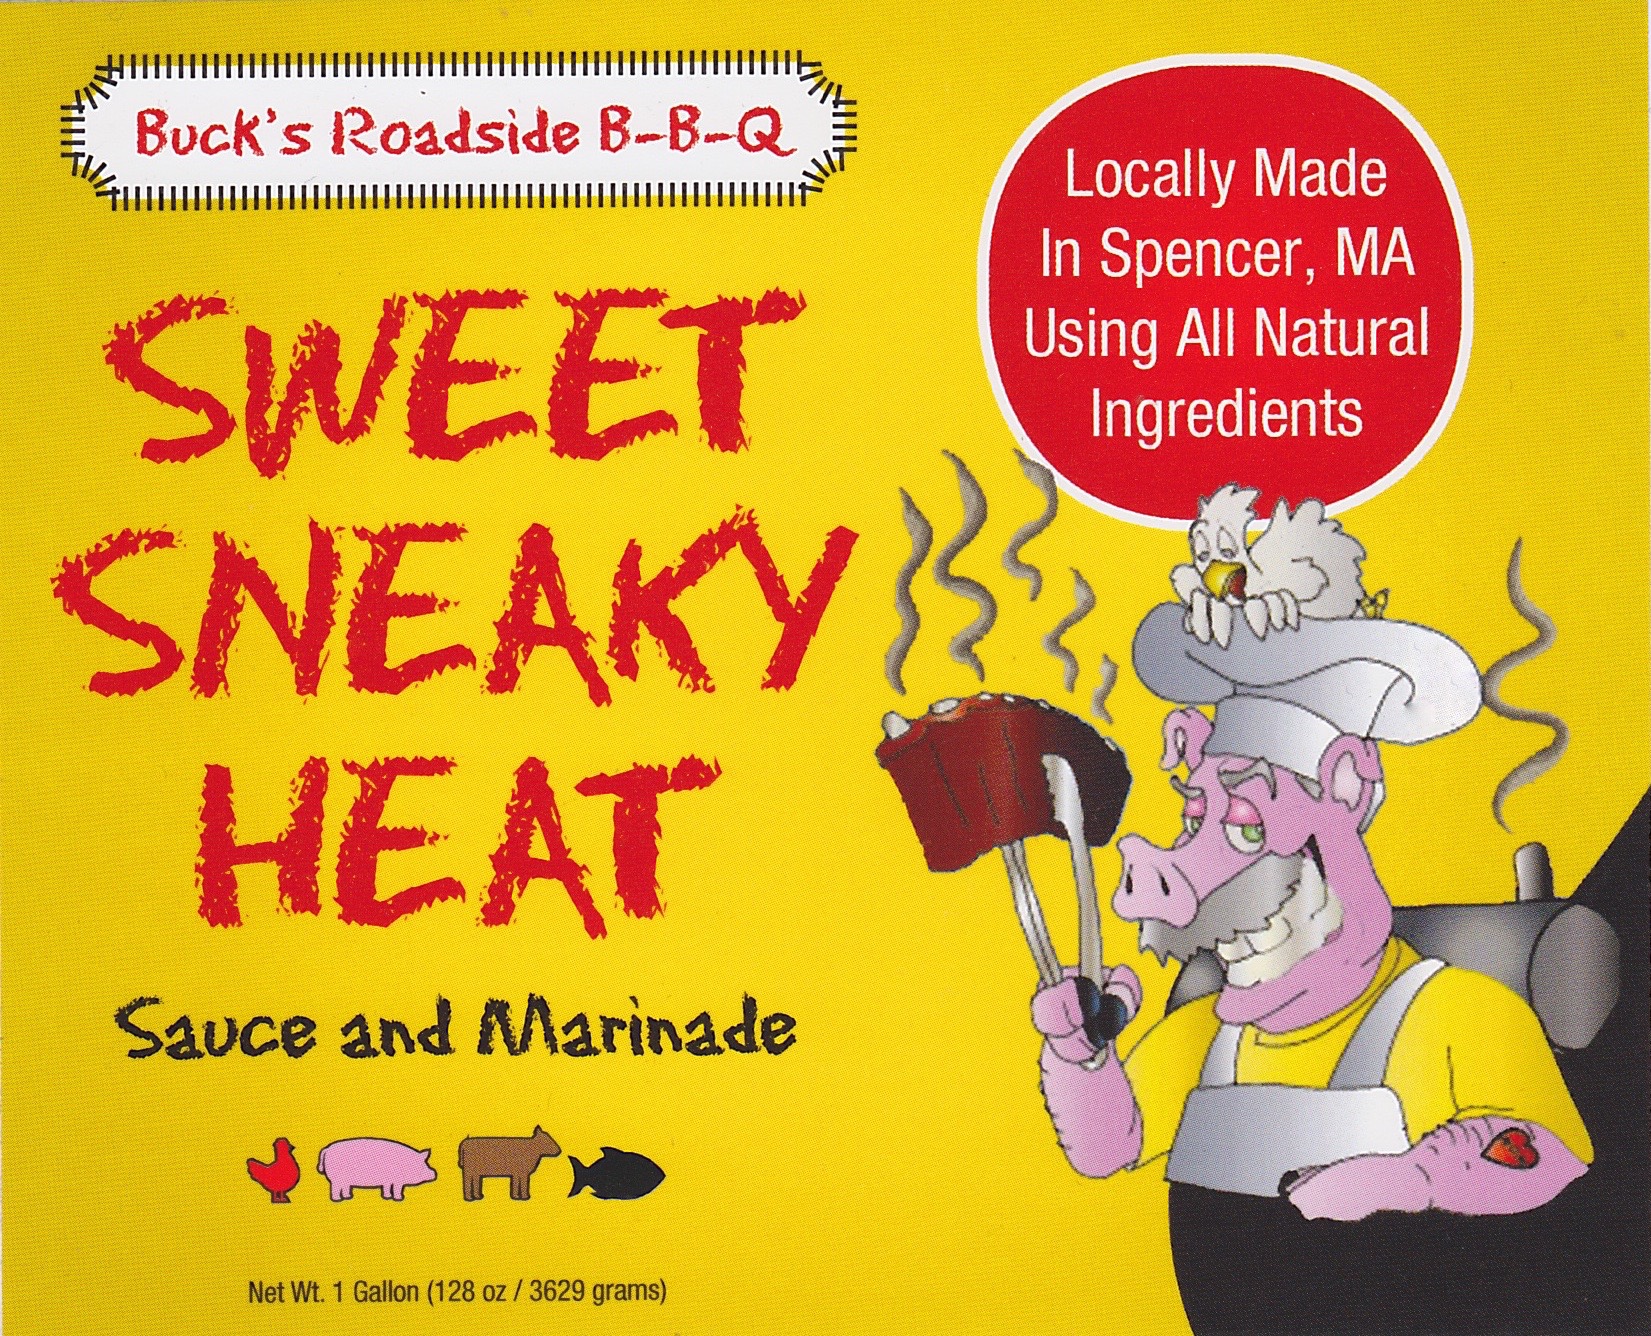 Buck's Roadside B-B-Q
SWEET
SNEAKY
HEAT
Sauce and Marinade
Net Wt. 1 Gallon (128 oz / 3629 grams)
Locally Made
In Spencer, MA
Using All Natural
Ingredients